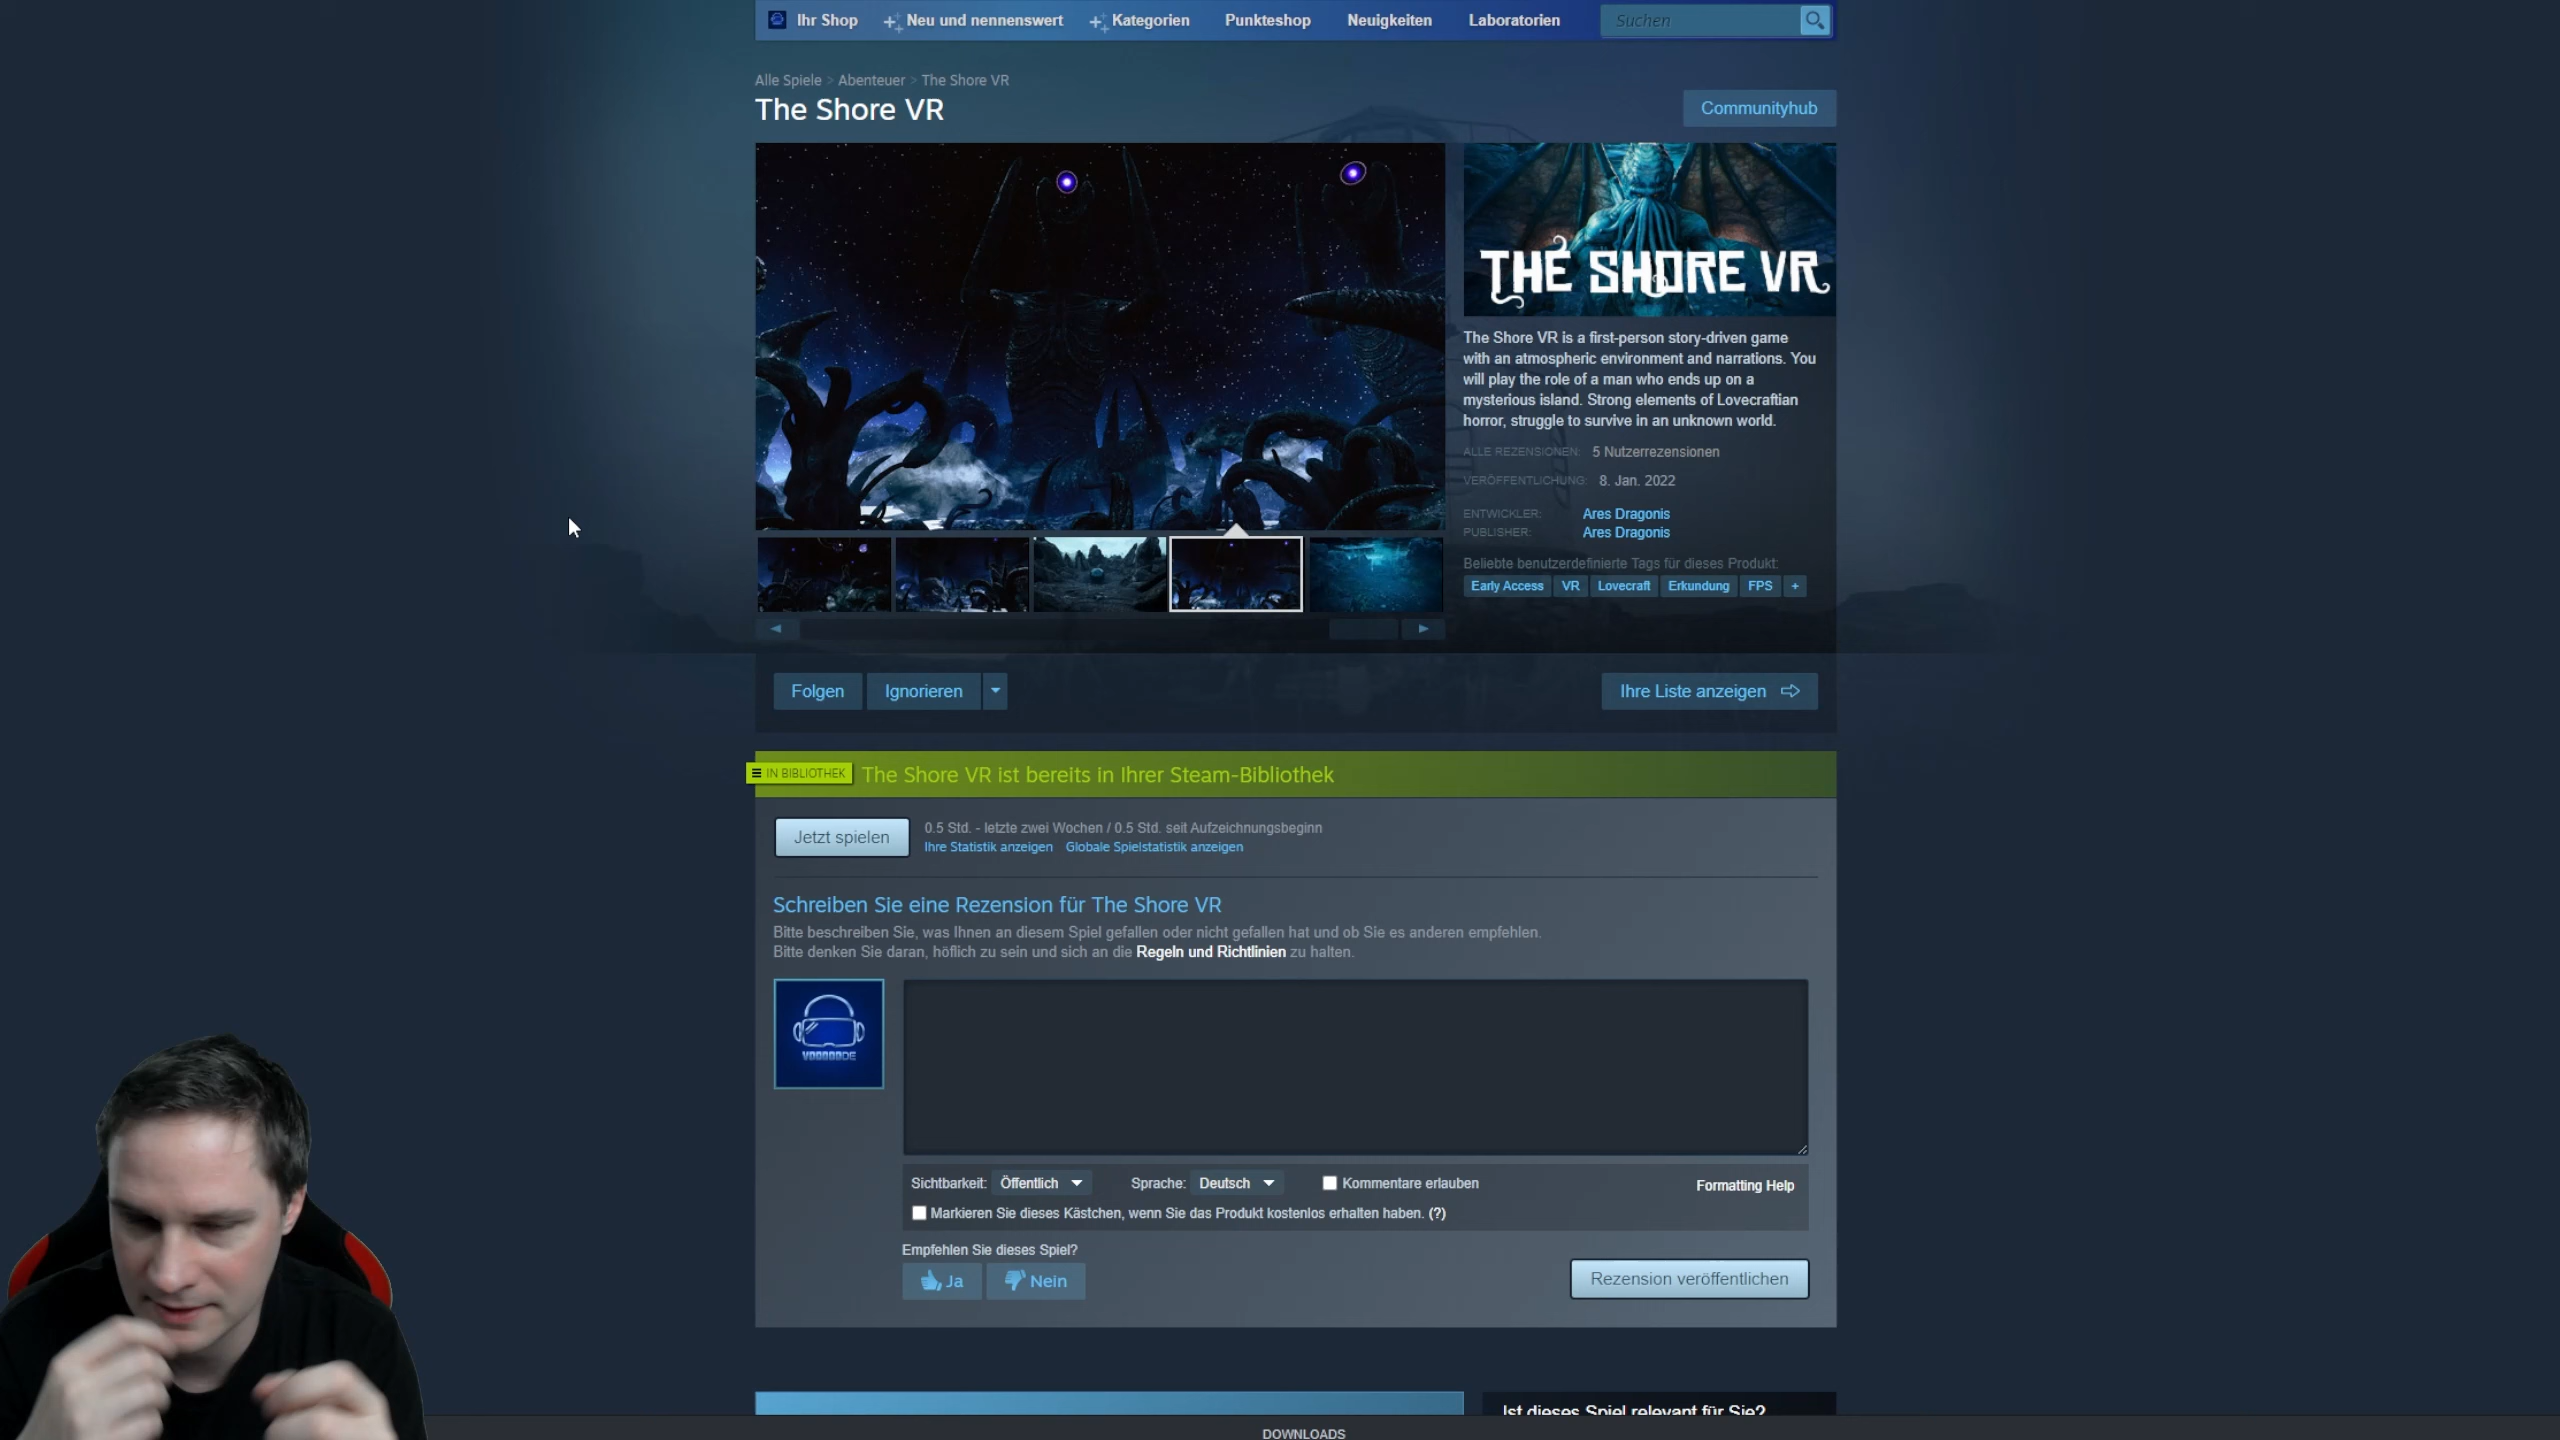 Ihr Shop
Neu und nennenswert
Kategorien
Punkteshop
Neuigkeiten
Laboratorien
Suchen
Alle Spiele > Abenteuer > The Shore VR
The Shore VR
Communityhub
THE SHORE VR
The Shore VR is a first-person story-driven game
with an atmospheric environment and narrations. You
will play the role of a man who ends up on a
mysterious island. Strong elements of Lovecraftian
horror, struggle to survive in an unknown world.
ALLE REZENSIONEN: 5 Nutzerrezensionen
VERÖFFENTLICHUNG: 8. Jan. 2022
ENTWICKLER: Ares Dragonis
PUBLISHER: Ares Dragonis
Beliebte benutzerdefinierte Tags für dieses Produkt:
Early Access VR Lovecraft Erkundung FPS +
Folgen
Ignorieren
Ihre Liste anzeigen
IN BIBLIOTHEK
The Shore VR ist bereits in Ihrer Steam-Bibliothek
Jetzt spielen
0.5 Std. - letzte zwei Wochen / 0.5 Std. seit Aufzeichnungsbeginn
Ihre Statistik anzeigen Globale Spielstatistik anzeigen
Schreiben Sie eine Rezension für The Shore VR
Bitte beschreiben Sie, was Ihnen an diesem Spiel gefallen oder nicht gefallen hat und ob Sie es anderen empfehlen.
Bitte denken Sie daran, höflich zu sein und sich an die Regeln und Richtlinien zu halten.
VOOOOODE
Sichtbarkeit: Öffentlich
Sprache: Deutsch
Kommentare erlauben
Formatting Help
Markieren Sie dieses Kästchen, wenn Sie das Produkt kostenlos erhalten haben. (?)
Empfehlen Sie dieses Spiel?
Ja
Nein
Rezension veröffentlichen
Ist dieses Spiel relevant für Sie?
DOWNLOADS